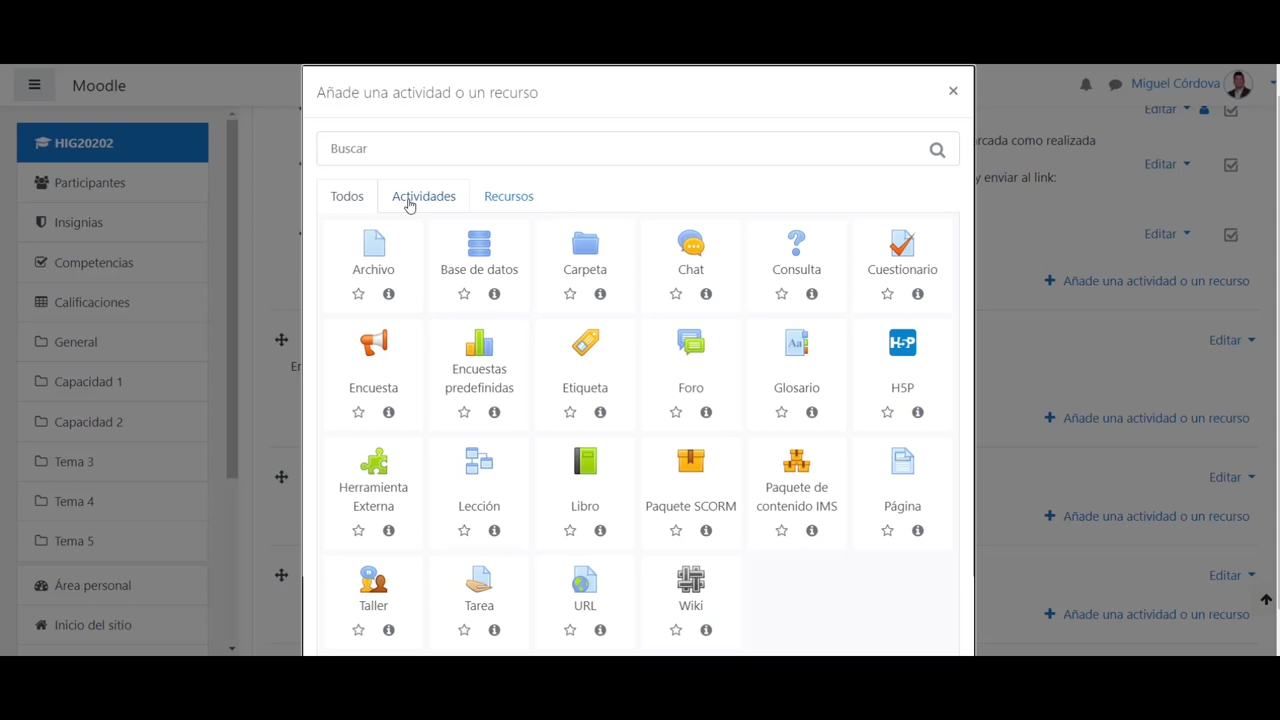 Moodle
Miguel Córdova
HIG20202
Participantes
Insignias
Competencias
Calificaciones
General
Capacidad 1
Capacidad 2
Tema 3
Tema 4
Tema 5
Área personal
Inicio del sitio
Añade una actividad o un recurso
×
Buscar
Todos
Actividades
Recursos
Archivo
Base de datos
Carpeta
Chat
Consulta
Cuestionario
Encuesta
Encuestas
predefinidas
Etiqueta
Foro
Glosario
H5P
H5P
Herramienta
Externa
Lección
Libro
Paquete SCORM
Paquete de
contenido IMS
Página
Taller
Tarea
URL
Wiki
Editar
rcada como realizada
Editar
y enviar al link:
Editar
Añade una actividad o un recurso
Editar
Añade una actividad o un recurso
Editar
Añade una actividad o un recurso
Editar
Añade una actividad o un recurso